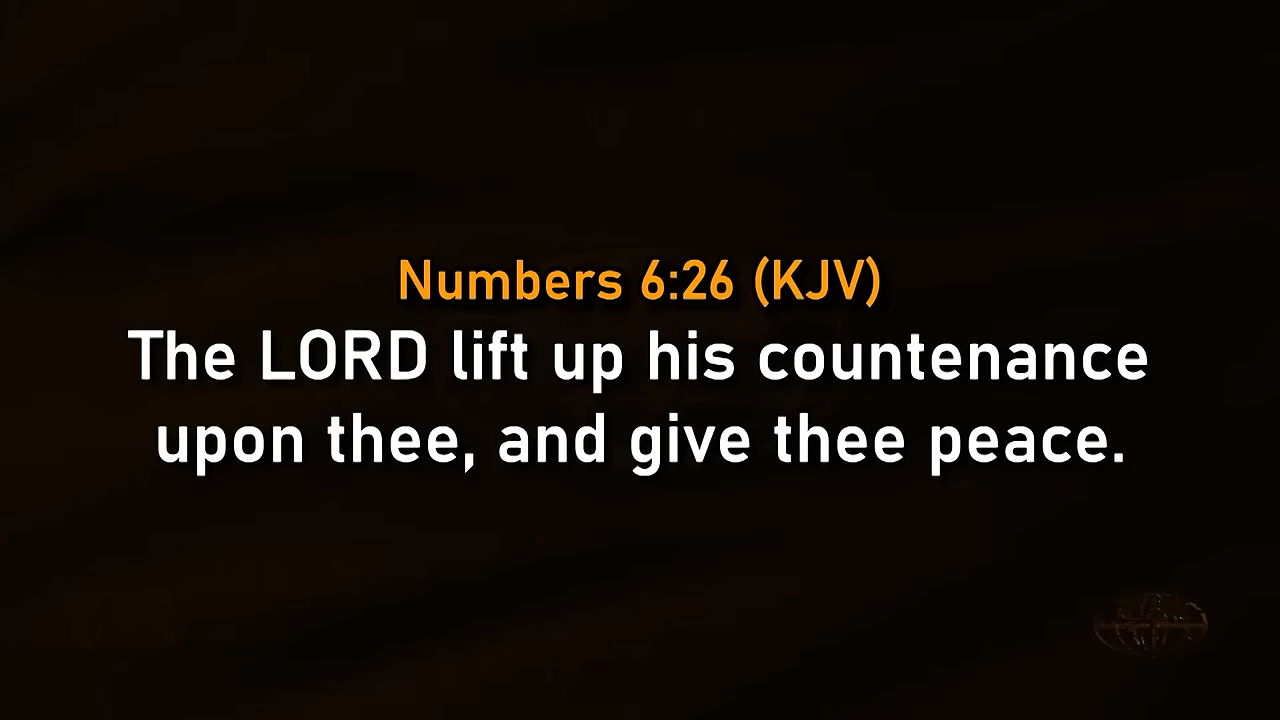 Numbers 6:26 (KJV)
The LORD lift up his countenance
upon thee, and give thee peace.